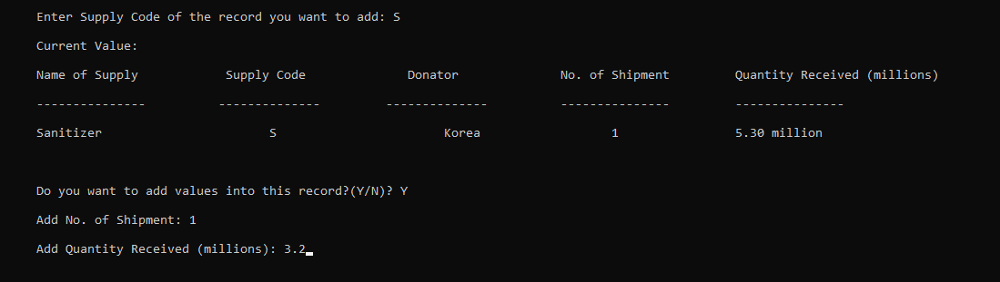 Enter Supply Code of the record you want to add: S
Current Value:
Name of Supply Supply Code Donator No. of Shipment Quantity Received (millions)
--------------- -------------- -------------- --------------- ---------------
Sanitizer S Korea 1 5.30 million
Do you want to add values into this record?(Y/N)? Y
Add No. of Shipment: 1
Add Quantity Received (millions): 3.2